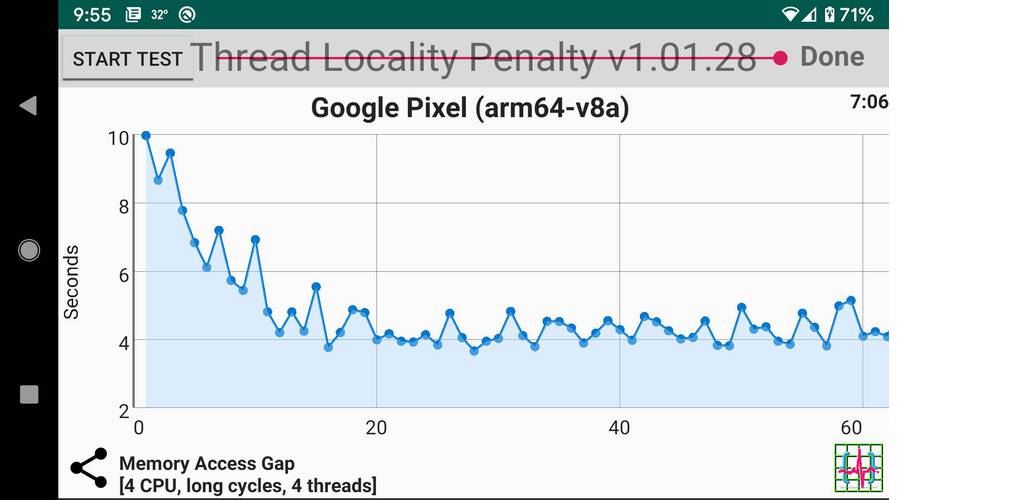 9:55 32° 71%
START TEST Thread Locality Penalty v1.01.28 Done
Google Pixel (arm64-v8a) 7:06
10
8
6
4
2
Seconds
0 20 40 60
Memory Access Gap
[4 CPU, long cycles, 4 threads]